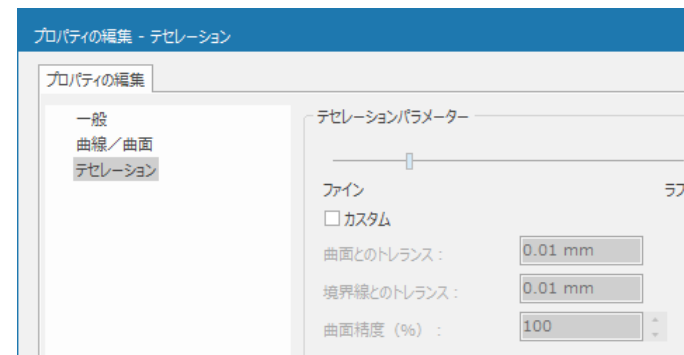 プロパティの編集 - テセレーション
プロパティの編集
一般
曲線／曲面
テセレーション
テセレーションパラメーター
ファイン
ラフ
カスタム
曲面とのトレランス：
0.01 mm
境界線とのトレランス：
0.01 mm
曲面精度（%）：
100